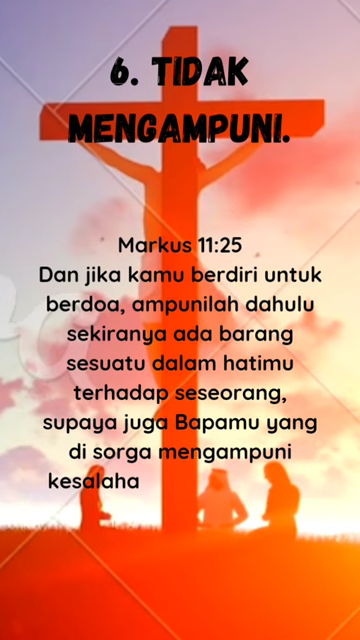 6. TIDAK
MENGAMPUNI.
Markus 11:25
Dan jika kamu berdiri untuk
berdoa, ampunilah dahulu
sekiranya ada barang
sesuatu dalam hatimu
terhadap seseorang,
supaya juga Bapamu yang
di sorga mengampuni
kesalaha